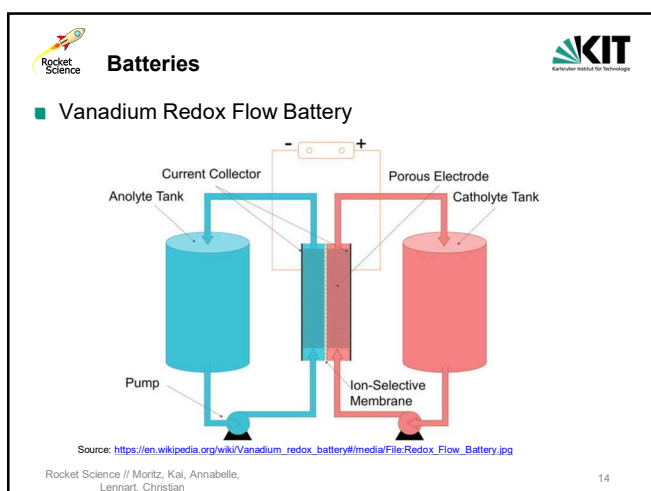 Rocket
Science
Batteries
KIT
Karlsruher Institut für Technologie
Vanadium Redox Flow Battery
- +
Current Collector
Porous Electrode
Anolyte Tank
Catholyte Tank
Pump
Ion-Selective
Membrane
Source: https://en.wikipedia.org/wiki/Vanadium_redox_battery#/media/File:Redox_Flow_Battery.jpg
Rocket Science // Moritz, Kai, Annabelle,
Lennart, Christian
14